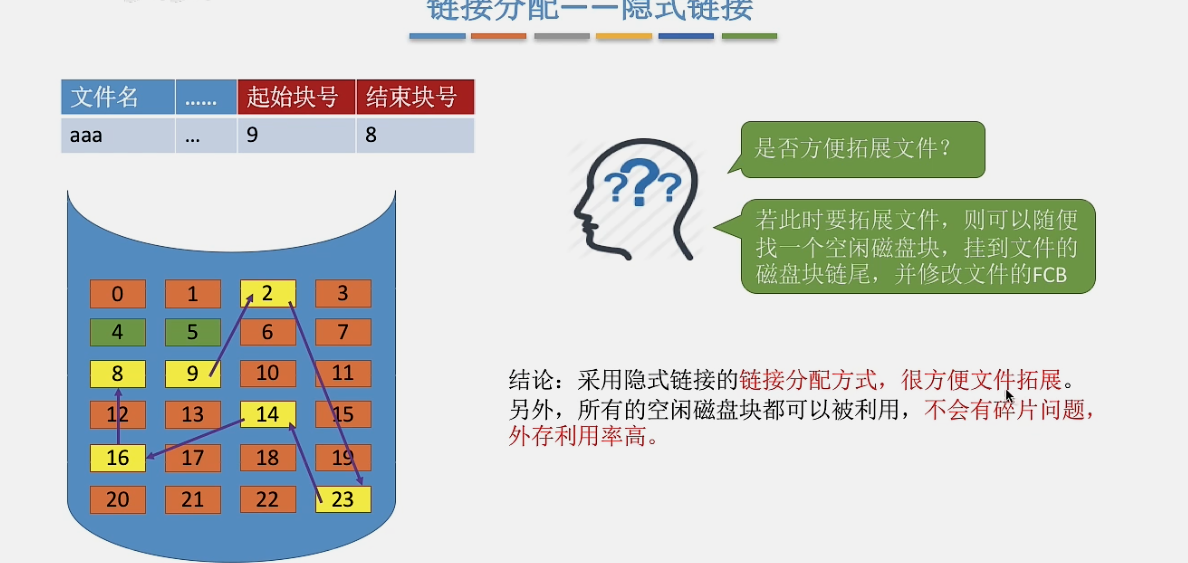 链接分配——隐式链接
文件名 …… 起始块号 结束块号
aaa … 9 8
是否方便拓展文件？
若此时要拓展文件，则可以随便
找一个空闲磁盘块，挂到文件的
磁盘块链尾，并修改文件的FCB
???
0 1 2 3
4 5 6 7
8 9 10 11
12 13 14 15
16 17 18 19
20 21 22 23
结论：采用隐式链接的链接分配方式，很方便文件拓展。
另外，所有的空闲磁盘块都可以被利用，不会有碎片问题，
外存利用率高。